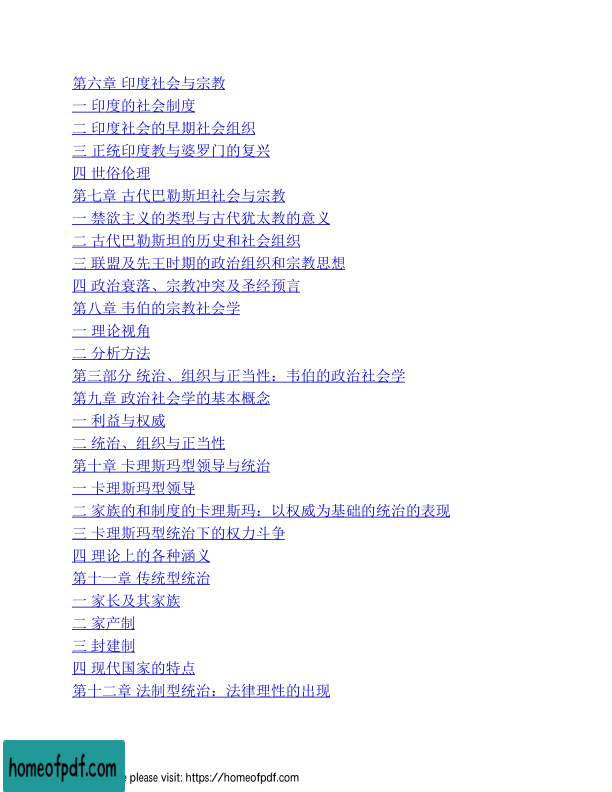 第六章 印度社会与宗教
一 印度的社会制度
二 印度社会的早期社会组织
三 正统印度教与婆罗门的复兴
四 世俗伦理
第七章 古代巴勒斯坦社会与宗教
一 禁欲主义的类型与古代犹太教的意义
二 古代巴勒斯坦的历史和社会组织
三 联盟及先王时期的政治组织和宗教思想
四 政治衰落、宗教冲突及圣经预言
第八章 韦伯的宗教社会学
一 理论视角
二 分析方法
第三部分 统治、组织与正当性：韦伯的政治社会学
第九章 政治社会学的基本概念
一 利益与权威
二 统治、组织与正当性
第十章 卡理斯玛型领导与统治
一 卡理斯玛型领导
二 家族的和制度的卡理斯玛：以权威为基础的统治的表现
三 卡理斯玛型统治下的权力斗争
四 理论上的各种涵义
第十一章 传统型统治
一 家长及其家族
二 家产制
三 封建制
四 现代国家的特点
第十二章 法制型统治：法律理性的出现
homeofpdf.com
please visit: https://homeofpdf.com